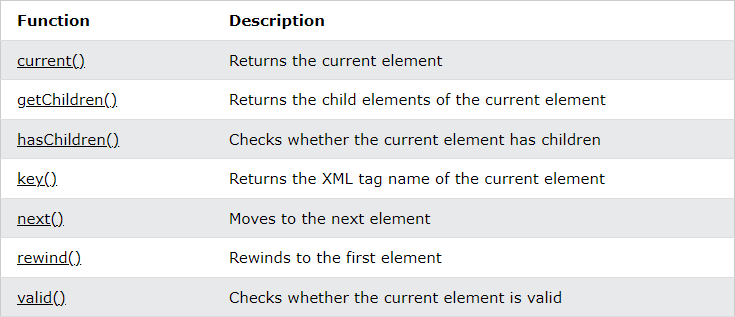 Function Description
current() Returns the current element
getChildren() Returns the child elements of the current element
hasChildren() Checks whether the current element has children
key() Returns the XML tag name of the current element
next() Moves to the next element
rewind() Rewinds to the first element
valid() Checks whether the current element is valid